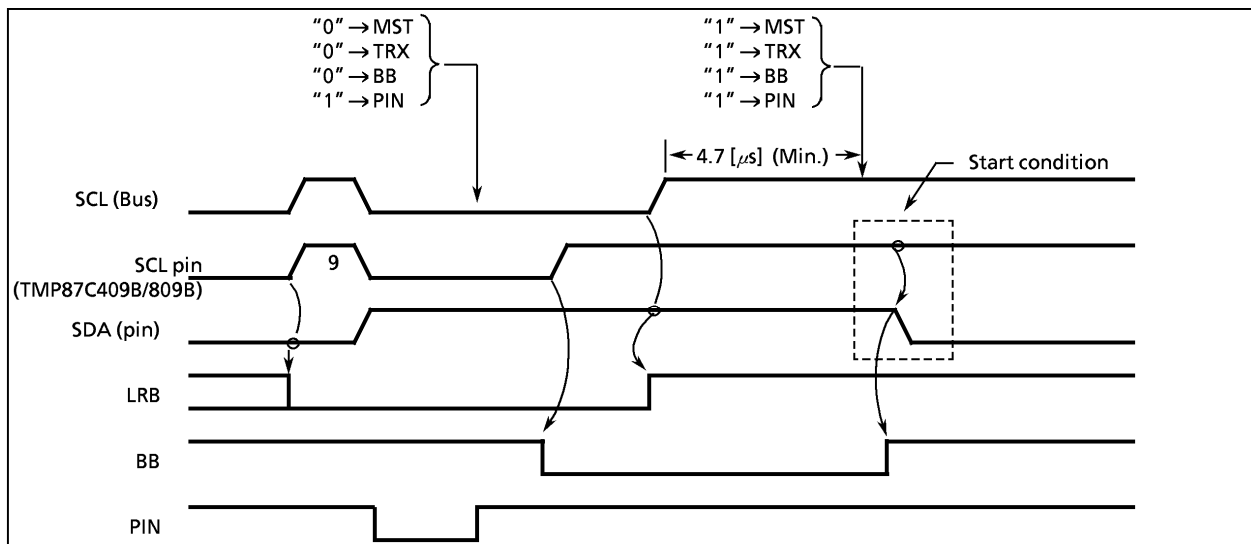 “0” → MST
“0” → TRX
“0” → BB
“1” → PIN
“1” → MST
“1” → TRX
“1” → BB
“1” → PIN
4.7 [μs] (Min.)
Start condition
SCL (Bus)
SCL pin
(TMP87C409B/809B)
9
SDA (pin)
LRB
BB
PIN